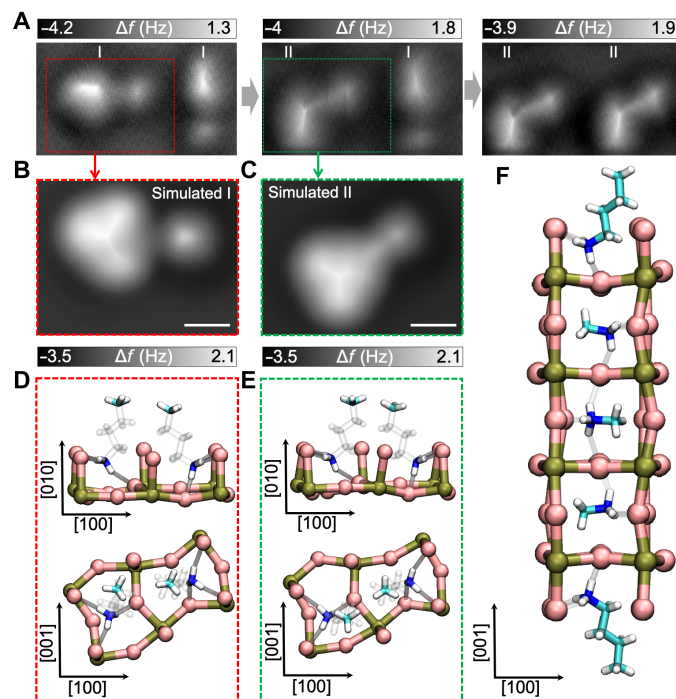 A
−4.2 Δf (Hz) 1.3
−4 Δf (Hz) 1.8
−3.9 Δf (Hz) 1.9
I
I
II
I
II
II
B
Simulated I
C
Simulated II
F
−3.5 Δf (Hz) 2.1
−3.5 Δf (Hz) 2.1
D
E
[010]
[100]
[010]
[100]
[001]
[100]
[001]
[100]
[001]
[100]